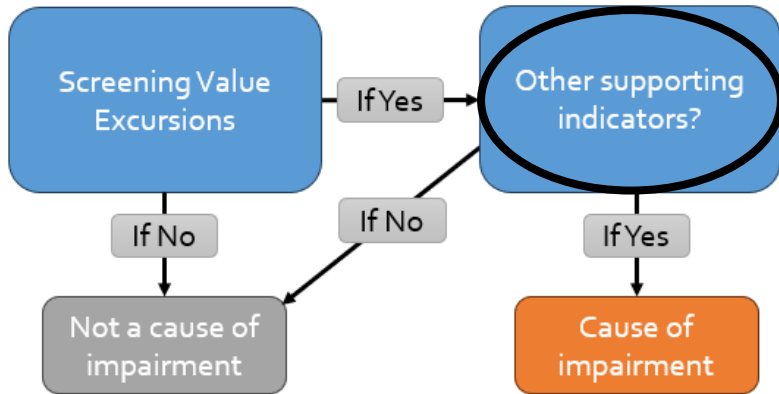 Screening Value
Excursions
If Yes
Other supporting
indicators?
If No
If No
If Yes
Not a cause of
impairment
Cause of
impairment